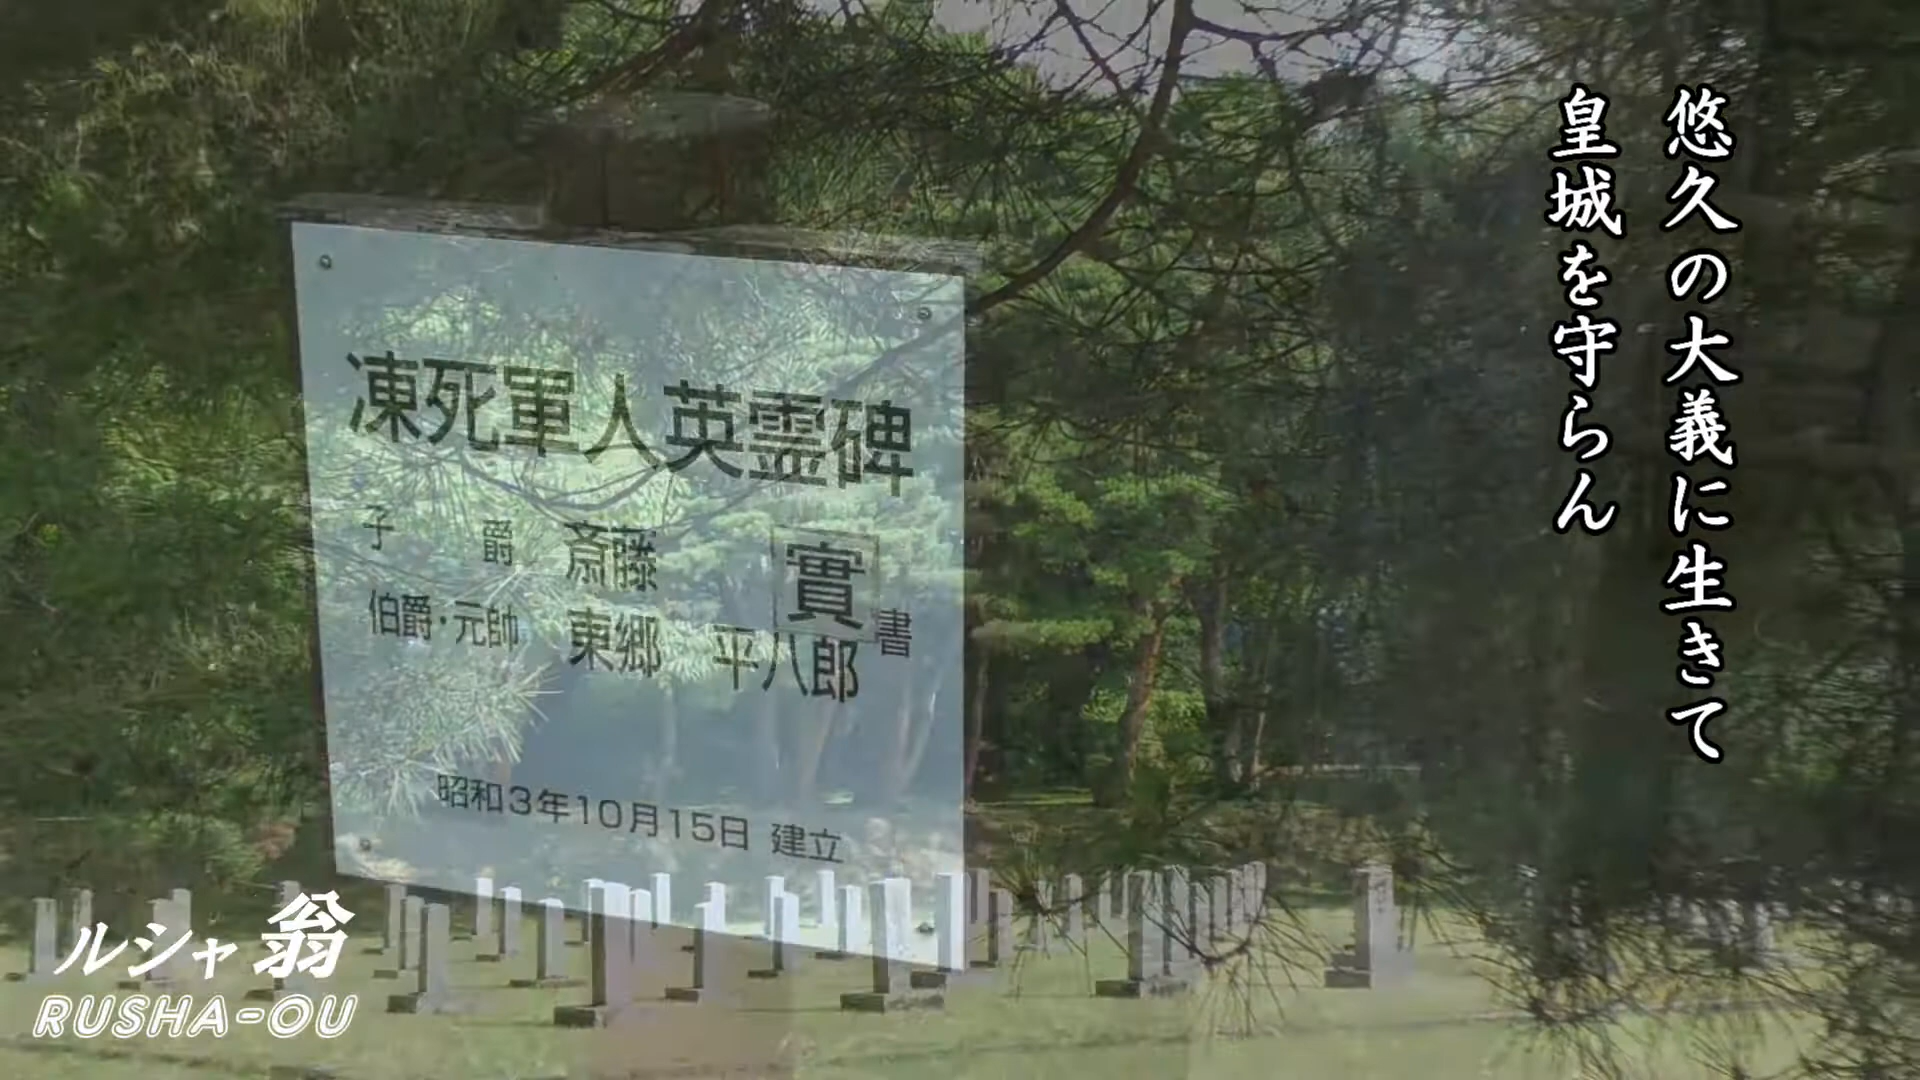 悠久の大義に生きて
皇城を守らん
凍死軍人英霊碑
子爵 斎藤 實 書
伯爵・元帥 東郷 平八郎
昭和3年10月15日 建立
ルシャ翁
RUSHA-OU